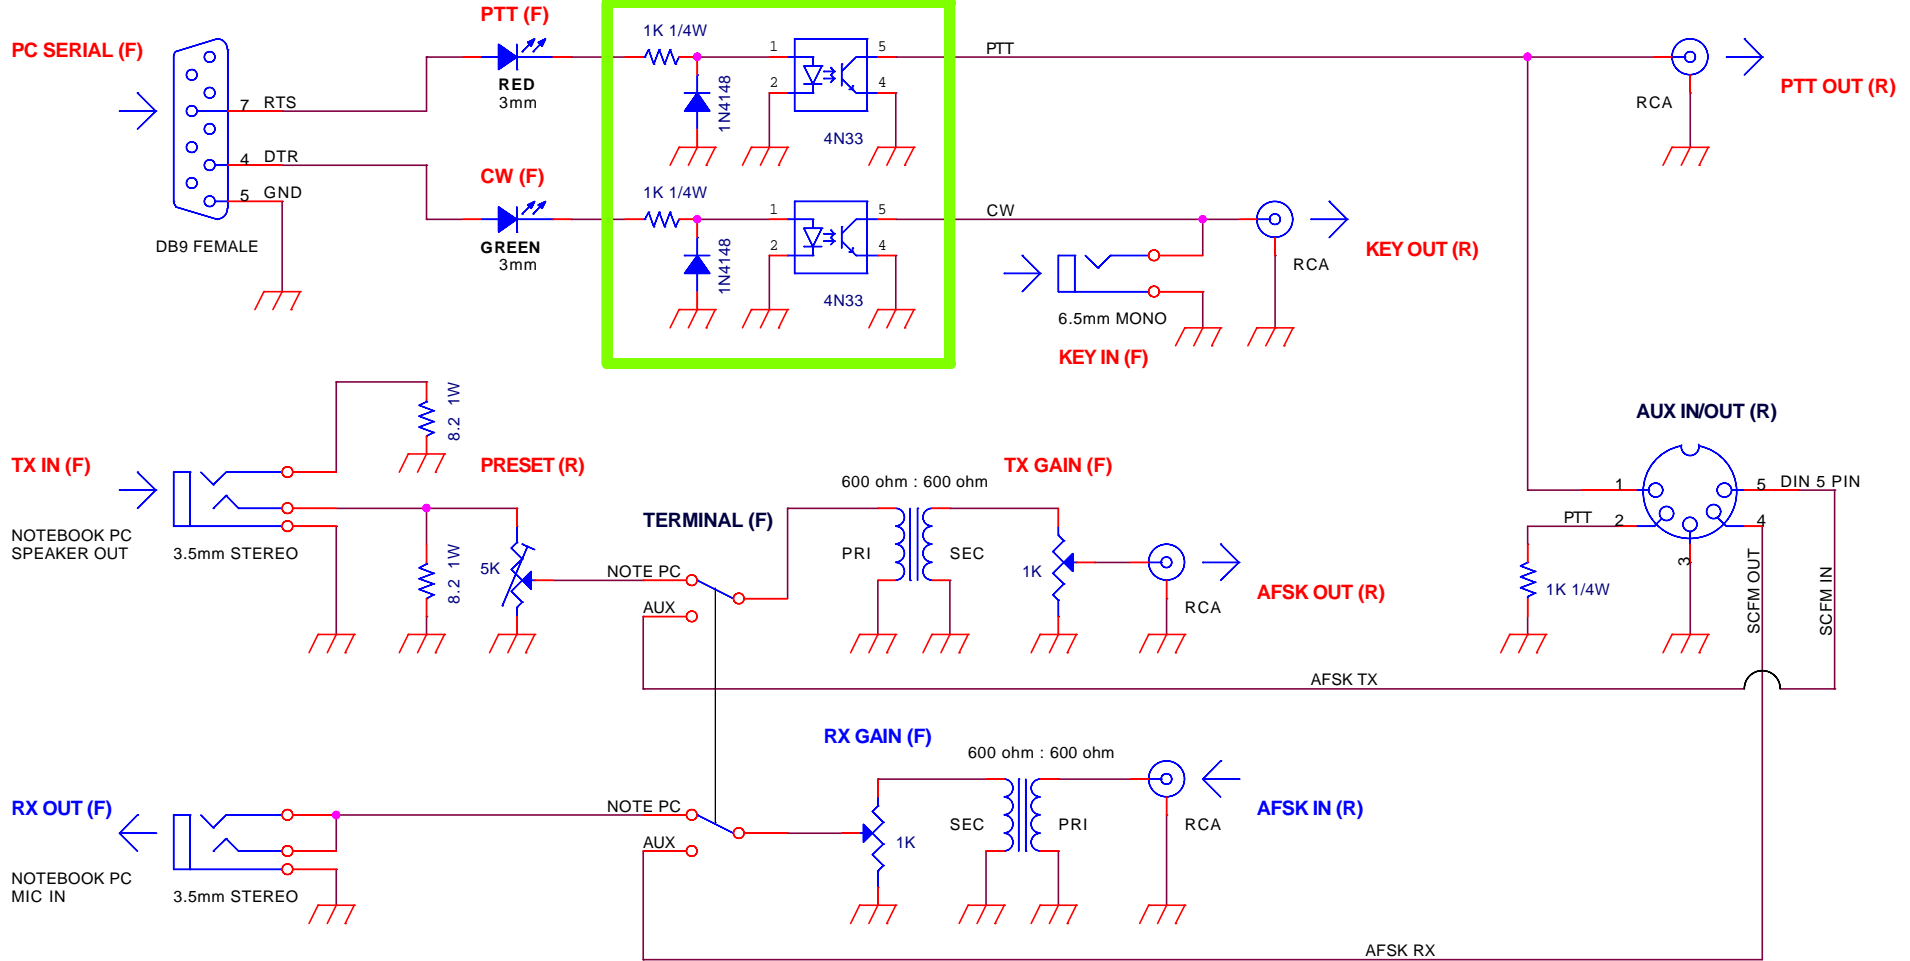 PTT (F)
1K 1/4W
PC SERIAL (F)
1
5
PTT
RED
3mm
2
4
1N4148
4N33
7
RTS
RCA
PTT OUT (R)
4
DTR
CW (F)
1K 1/4W
5
GND
1
5
CW
DB9 FEMALE
GREEN
3mm
2
4
1N4148
4N33
RCA
KEY OUT (R)
6.5mm MONO
KEY IN (F)
8.2 1W
AUX IN/OUT (R)
TX IN (F)
PRESET (R)
TX GAIN (F)
600 ohm : 600 ohm
1
5
DIN 5 PIN
NOTEBOOK PC
SPEAKER OUT
3.5mm STEREO
TERMINAL (F)
PTT
2
4
8.2 1W
5K
PRI
SEC
1K
3
NOTE PC
1K 1/4W
AUX
RCA
AFSK OUT (R)
SCFM OUT
SCFM IN
AFSK TX
RX GAIN (F)
600 ohm : 600 ohm
RX OUT (F)
NOTE PC
SEC
PRI
RCA
AFSK IN (R)
AUX
1K
NOTEBOOK PC
MIC IN
3.5mm STEREO
AFSK RX